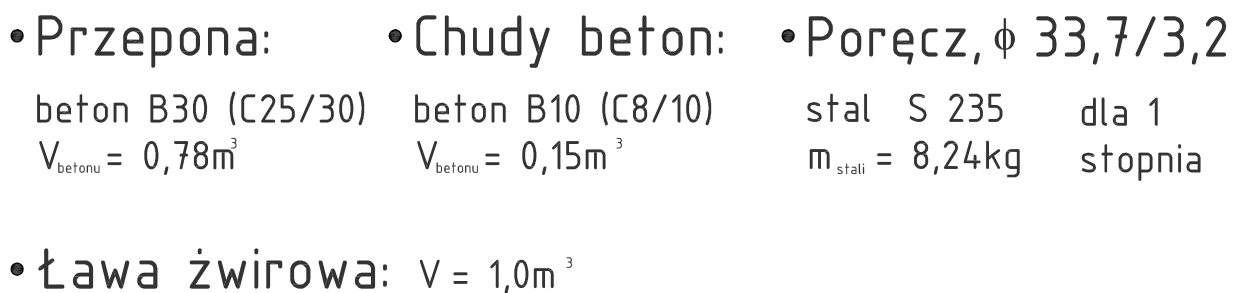 • Przepona:
beton B30 (C25/30)
Vbetonu = 0,78m³
• Chudy beton:
beton B10 (C8/10)
Vbetonu = 0,15m³
• Poręcz, ϕ 33,7/3,2
stal S 235 dla 1
mstali = 8,24kg stopnia
• Ława żwirowa: V = 1,0m³